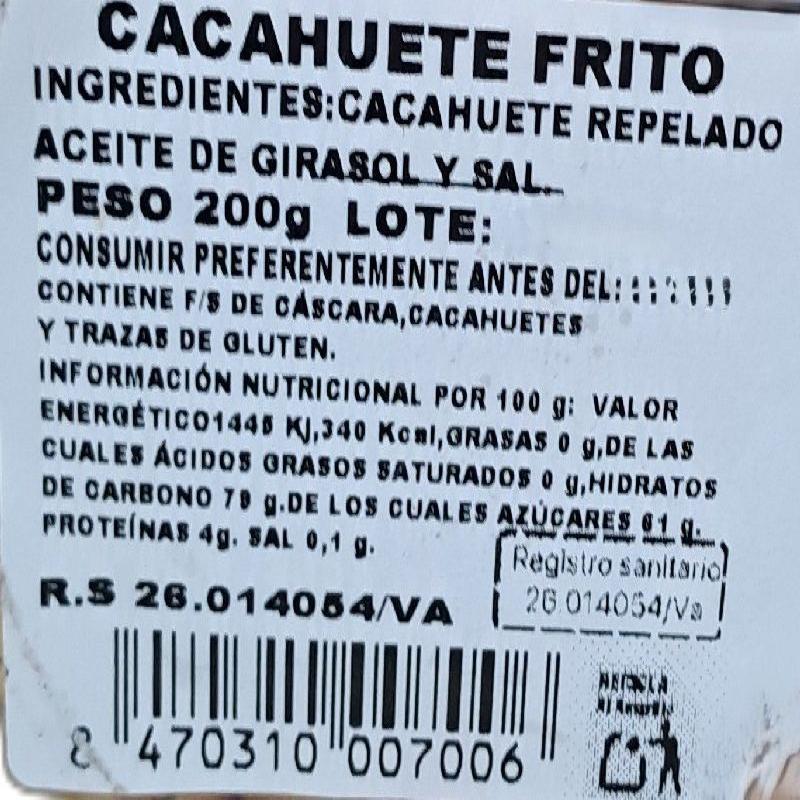 CACAHUETE FRITO
INGREDIENTES:CACAHUETE REPELADO
ACEITE DE GIRASOL Y SAL.
PESO 200g LOTE:
CONSUMIR PREFERENTEMENTE ANTES DEL:
CONTIENE F/S DE CÁSCARA,CACAHUETES
Y TRAZAS DE GLUTEN.
INFORMACIÓN NUTRICIONAL POR 100 g: VALOR
ENERGÉTICO1445 KJ,340 Kcal,GRASAS 0 g,DE LAS
CUALES ÁCIDOS GRASOS SATURADOS 0 g,HIDRATOS
DE CARBONO 79 g.DE LOS CUALES AZÚCARES 61 g.
PROTEÍNAS 4g. SAL 0,1 g.
Registro sanitario
26.014054/Va
R.S 26.014054/VA
8 470310 007006